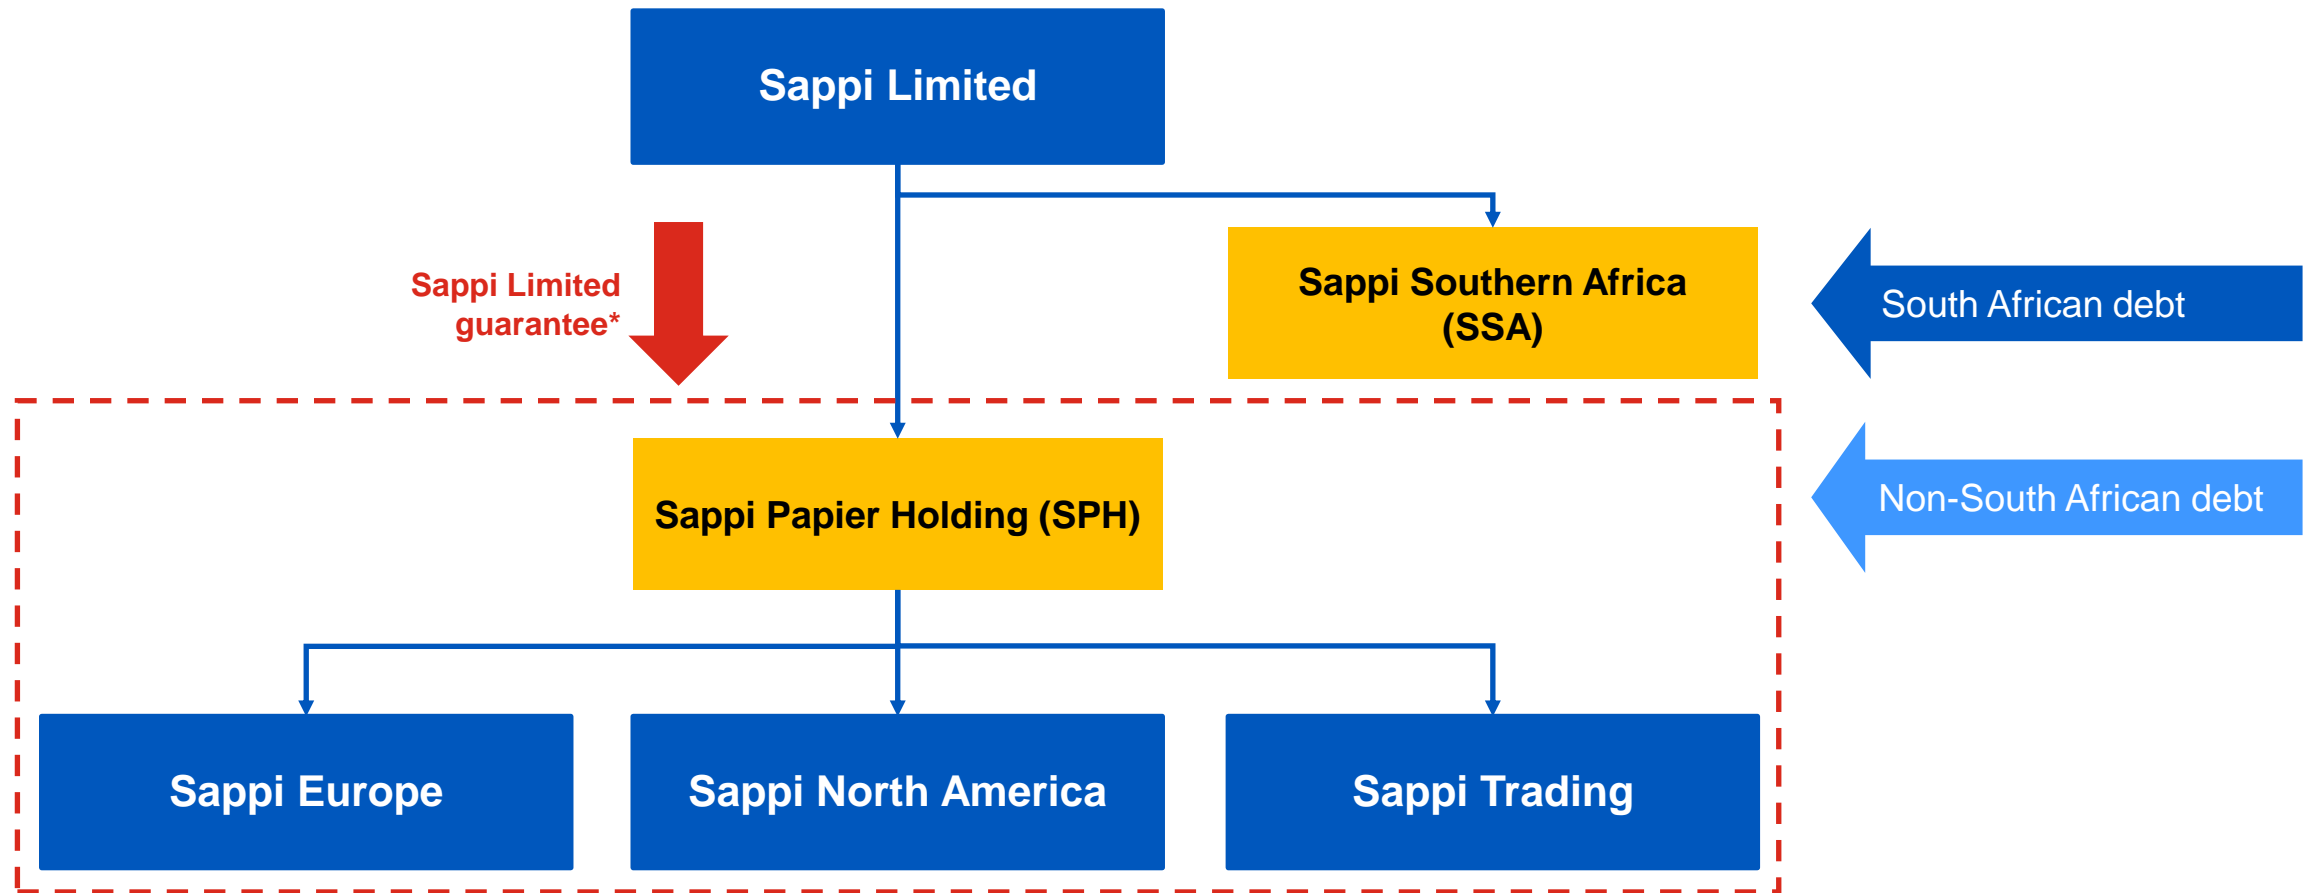 Sappi Limited
Sappi Limited
guarantee*
Sappi Southern Africa
(SSA)
South African debt
Sappi Papier Holding (SPH)
Non-South African debt
Sappi Europe
Sappi North America
Sappi Trading